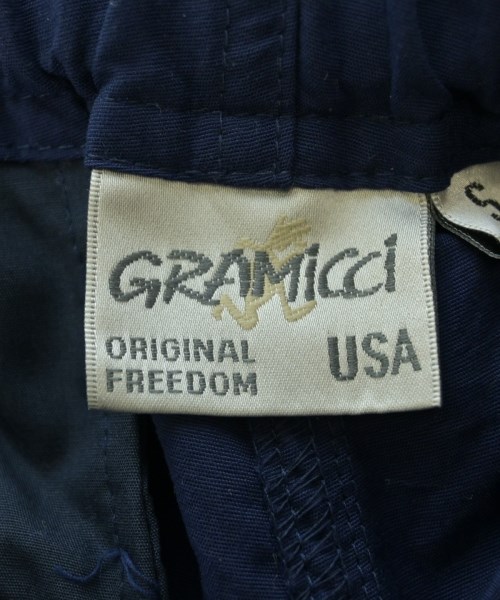 GRAMiCCi
ORIGINAL
FREEDOM
USA
S